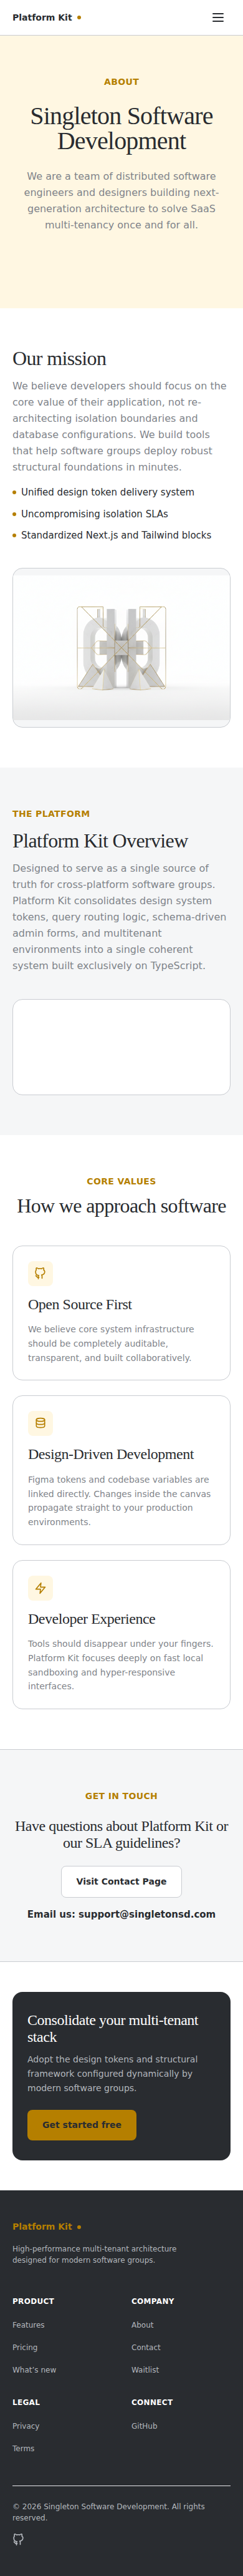 Platform Kit
ABOUT
Singleton Software
Development
We are a team of distributed software
engineers and designers building next-
generation architecture to solve SaaS
multi-tenancy once and for all.
Our mission
We believe developers should focus on the
core value of their application, not re-
architecting isolation boundaries and
database configurations. We build tools
that help software groups deploy robust
structural foundations in minutes.
Unified design token delivery system
Uncompromising isolation SLAs
Standardized Next.js and Tailwind blocks
THE PLATFORM
Platform Kit Overview
Designed to serve as a single source of
truth for cross-platform software groups.
Platform Kit consolidates design system
tokens, query routing logic, schema-driven
admin forms, and multitenant
environments into a single coherent
system built exclusively on TypeScript.
CORE VALUES
How we approach software
Open Source First
We believe core system infrastructure
should be completely auditable,
transparent, and built collaboratively.
Design-Driven Development
Figma tokens and codebase variables are
linked directly. Changes inside the canvas
propagate straight to your production
environments.
Developer Experience
Tools should disappear under your fingers.
Platform Kit focuses deeply on fast local
sandboxing and hyper-responsive
interfaces.
GET IN TOUCH
Have questions about Platform Kit or
our SLA guidelines?
Visit Contact Page
Email us: support@singletonsd.com
Consolidate your multi-tenant
stack
Adopt the design tokens and structural
framework configured dynamically by
modern software groups.
Get started free
Platform Kit
High-performance multi-tenant architecture
designed for modern software groups.
PRODUCT
Features
Pricing
What's new
COMPANY
About
Contact
Waitlist
LEGAL
Privacy
Terms
CONNECT
GitHub
© 2026 Singleton Software Development. All rights
reserved.